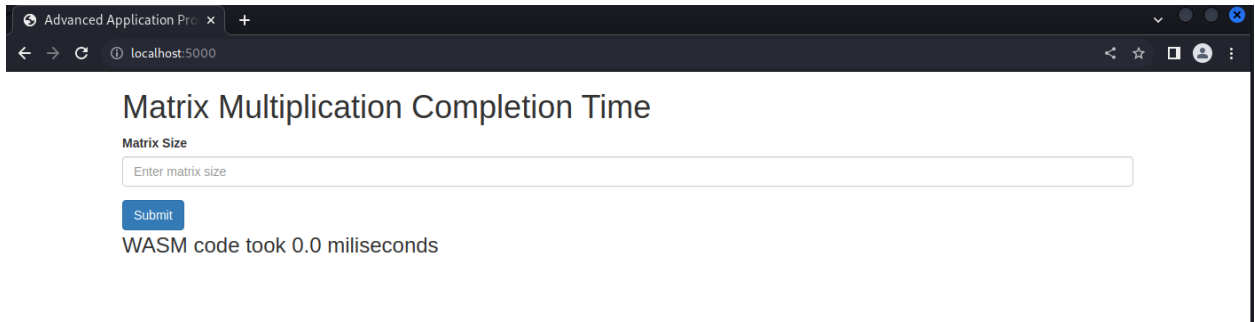 Advanced Application Pro
localhost:5000
Matrix Multiplication Completion Time
Matrix Size
Enter matrix size
Submit
WASM code took 0.0 miliseconds